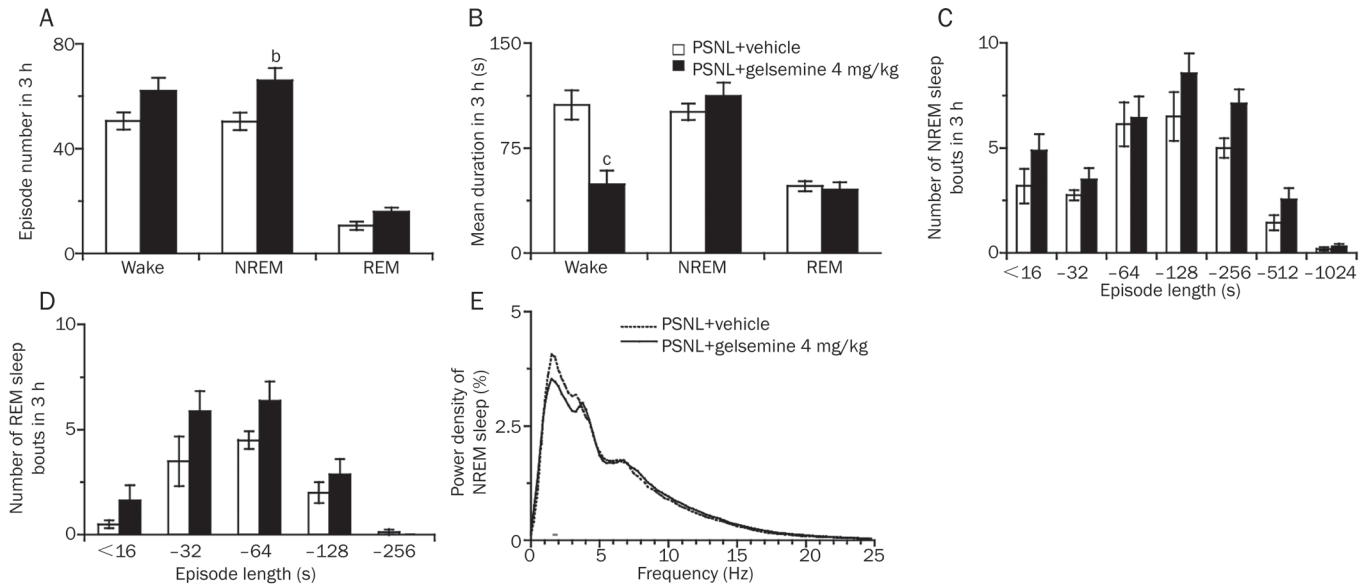 A
Episode number in 3 h
80
40
0
b
Wake
NREM
REM
B
Mean duration in 3 h (s)
150
75
0
PSNL+vehicle
PSNL+gelsemine 4 mg/kg
c
Wake
NREM
REM
C
Number of NREM sleep
bouts in 3 h
10
5
0
<16 -32 -64 -128 -256 -512 -1024
Episode length (s)
D
Number of REM sleep
bouts in 3 h
10
5
0
<16 -32 -64 -128 -256
Episode length (s)
E
Power density of
NREM sleep (%)
5
2.5
0
PSNL+vehicle
PSNL+gelsemine 4 mg/kg
0 5 10 15 20 25
Frequency (Hz)